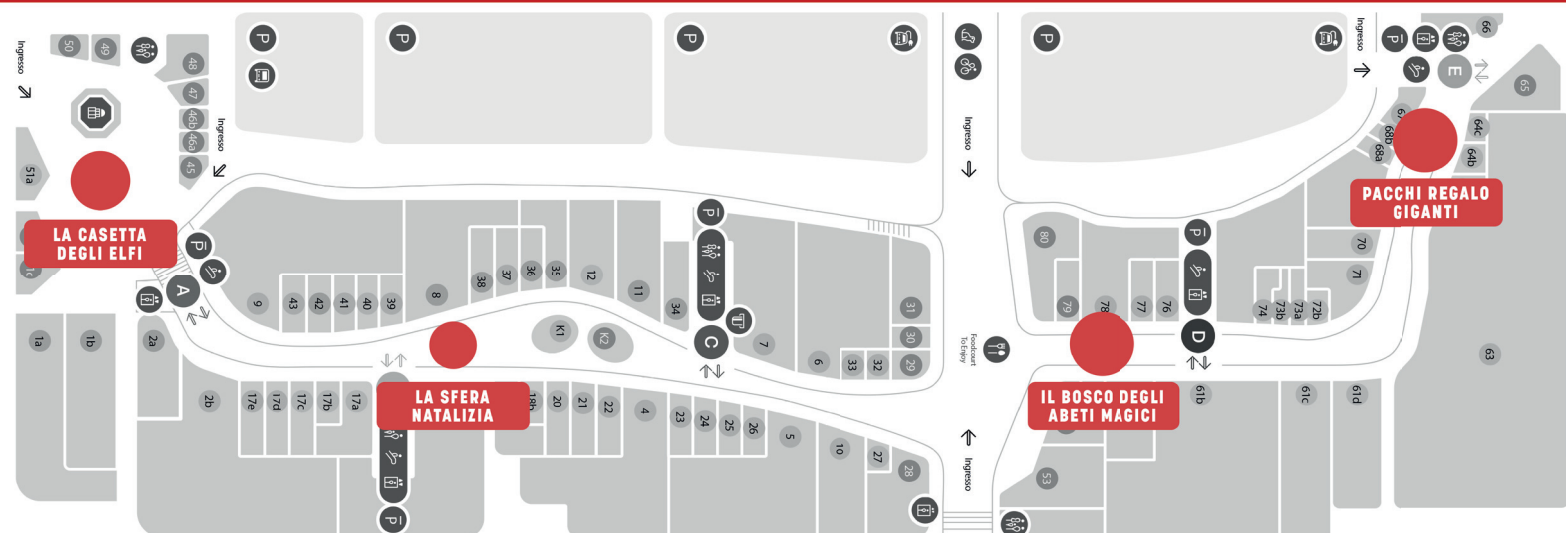 Ingresso
50
49
48
47
46b
46a
45
Ingresso
51a
LA CASETTA
DEGLI ELFI
P
P
P
P
Ingresso
Ingresso
P
E
66
65
64c
64b
68b
68a
PACCHI REGALO
GIGANTI
P
A
9
43
42
41
40
39
8
38
37
36
35
12
11
34
P
C
7
6
33
32
31
30
29
K1
K2
80
79
78
77
76
P
D
74
73b
73a
72b
70
71
63
Foodcourt
To Enjoy
1a
1b
2a
2b
17e
17d
17c
17b
17a
LA SFERA
NATALIZIA
P
18b
20
21
22
4
23
24
25
26
5
10
27
28
Ingresso
IL BOSCO DEGLI
ABETI MAGICI
53
61b
61c
61d